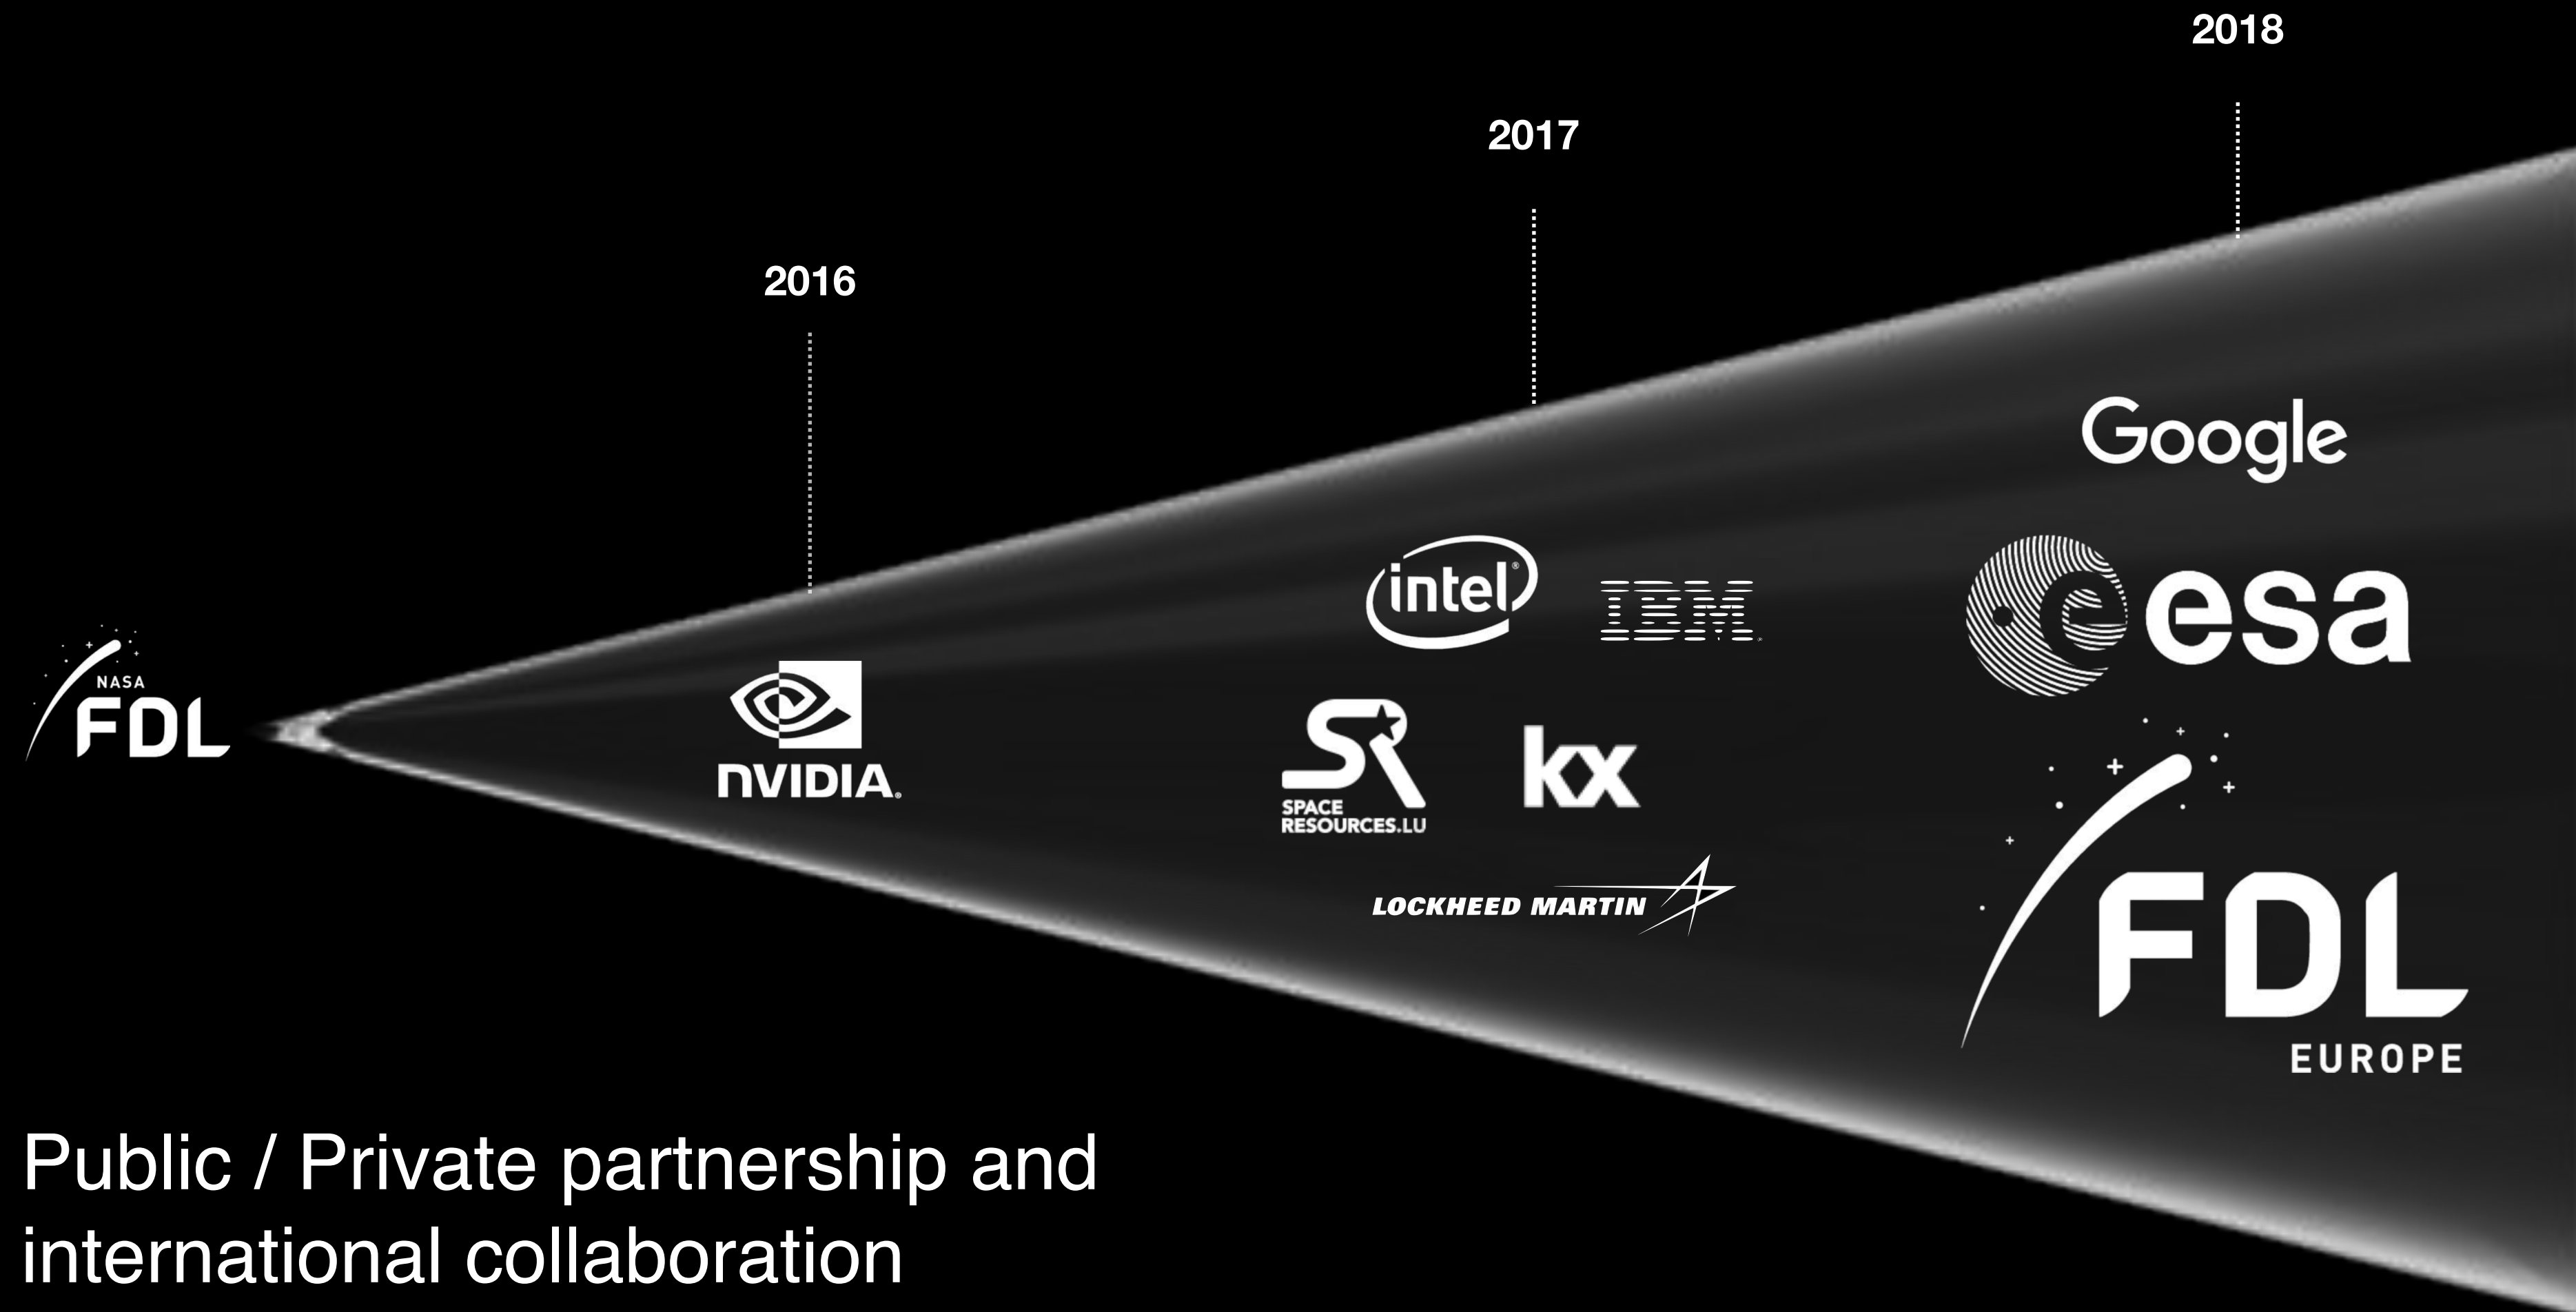 2018
2017
2016
Google
intel®
IBM®
esa
NASA
FDL
NVIDIA®
SR
SPACE
RESOURCES.LU
kx
LOCKHEED MARTIN
FDL
EUROPE
Public / Private partnership and
international collaboration